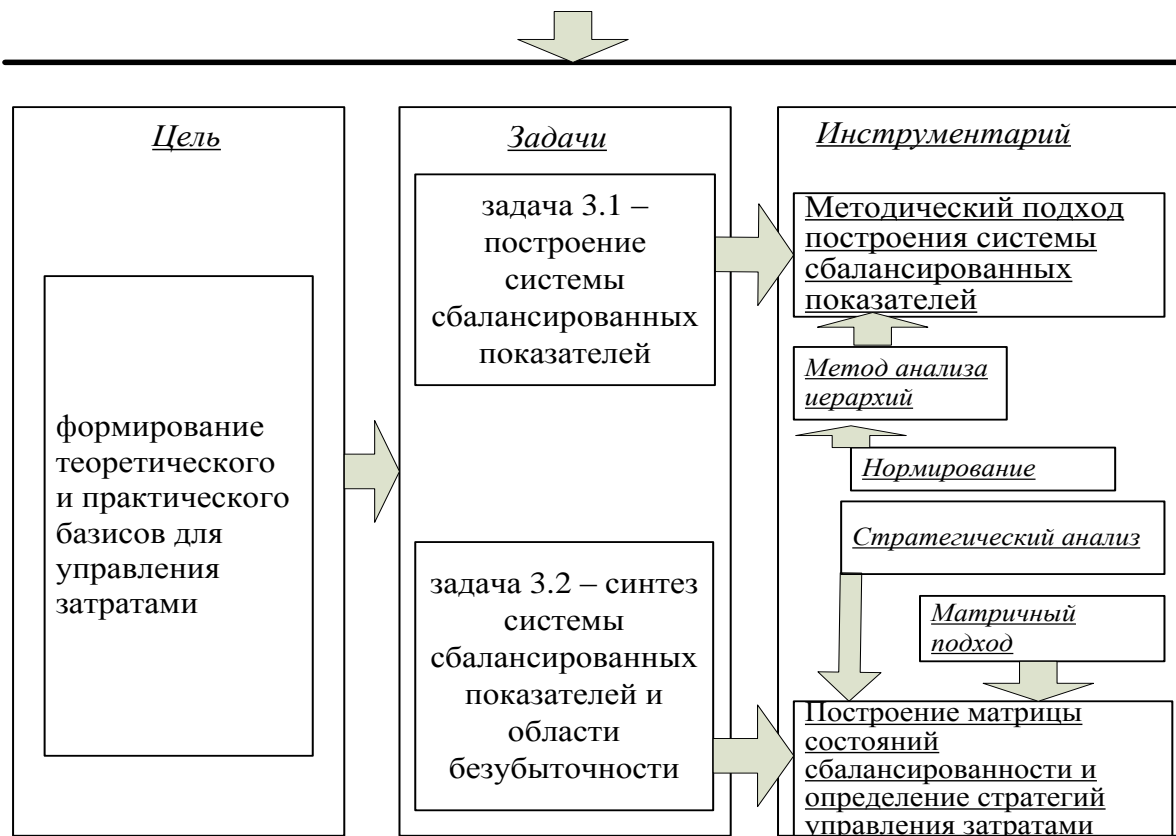 Цель
формирование
теоретического
и практического
базисов для
управления
затратами
Задачи
задача 3.1 –
построение
системы
сбалансированных
показателей
задача 3.2 – синтез
системы
сбалансированных
показателей и
области
безубыточности
Инструментарий
Методический подход
построения системы
сбалансированных
показателей
Метод анализа
иерархий
Нормирование
Стратегический анализ
Матричный
подход
Построение матрицы
состояний
сбалансированности и
определение стратегий
управления затратами